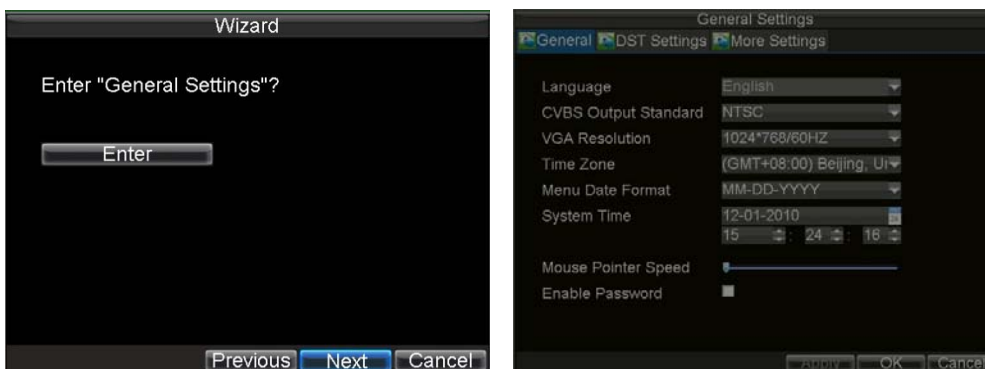 Wizard
Enter "General Settings"?
Enter
Previous Next Cancel
General Settings
General DST Settings More Settings
Language English
CVBS Output Standard NTSC
VGA Resolution 1024*768/60HZ
Time Zone (GMT+08:00) Beijing, Ur
Menu Date Format MM-DD-YYYY
System Time 12-01-2010
15 : 24 : 16
Mouse Pointer Speed
Enable Password
Apply OK Cancel